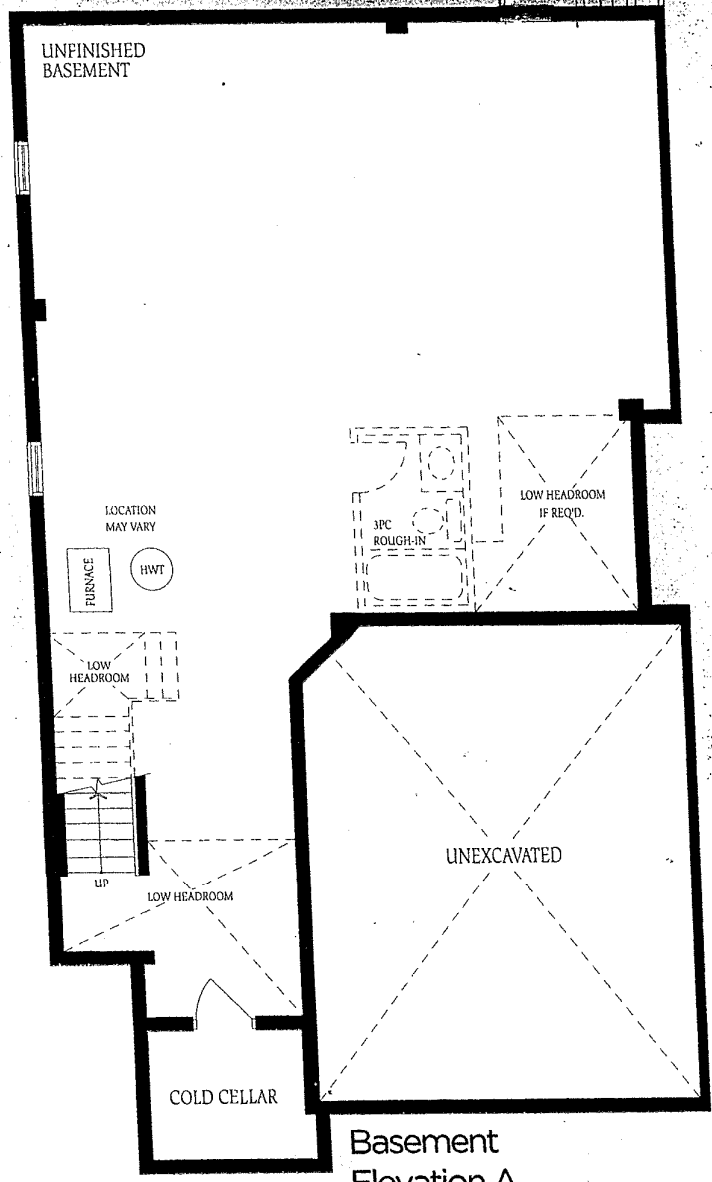 UNFINISHED
BASEMENT
LOCATION
MAY VARY
FURNACE
HWT
3PC
ROUGH-IN
LOW HEADROOM
IF REQ'D.
LOW
HEADROOM
UP
LOW HEADROOM
UNEXCAVATED
COLD CELLAR
Basement
Elevation A